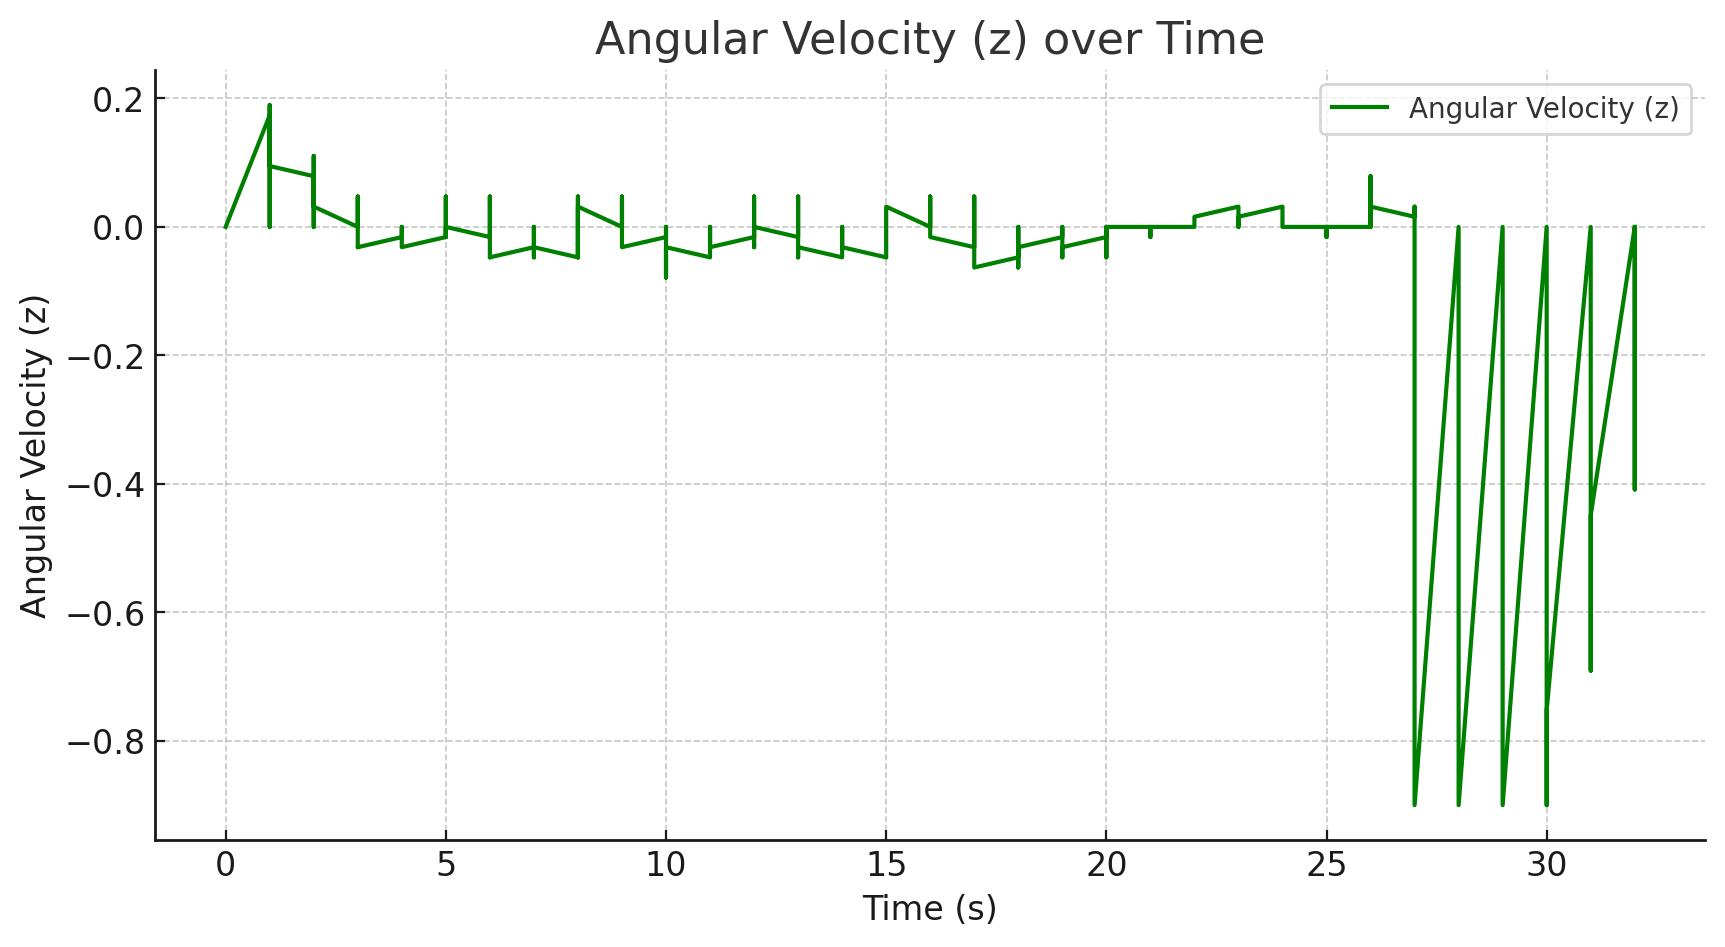 Angular Velocity (z) over Time
Angular Velocity (z)
Angular Velocity (z)
0.2
0.0
−0.2
−0.4
−0.6
−0.8
0 5 10 15 20 25 30
Time (s)